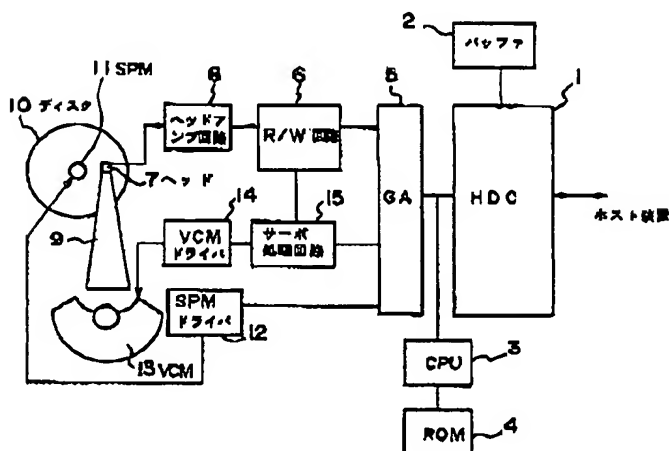 2
バッファ
11 SPM
8
6
5
1
10 ディスク
ヘッドア
ンプ回路
R/W 回路
7 ヘッド
GA
HDC
14
15
ホスト装置
9
VCM
ドライバ
サーボ
処理回路
SPM
ドライバ
12
3
13 VCM
CPU
4
ROM